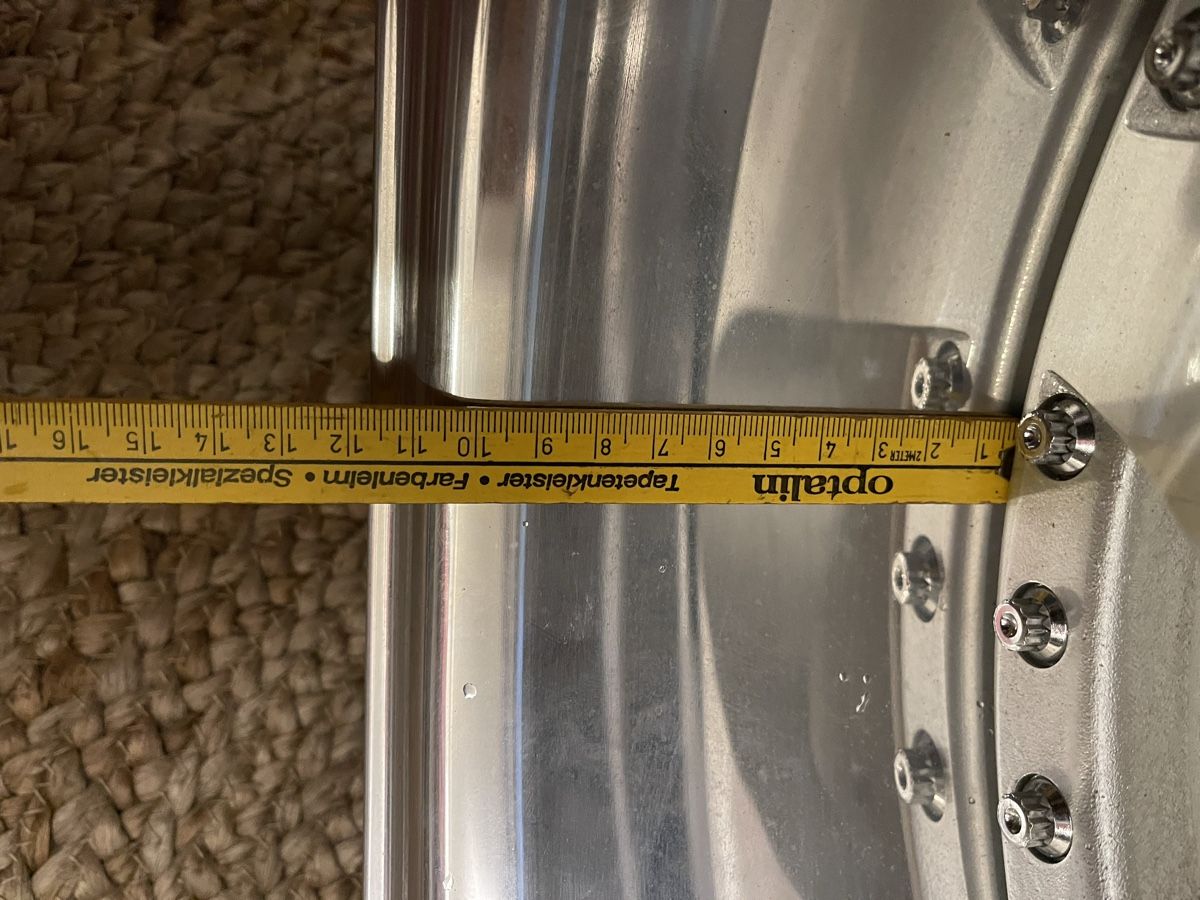 optalin Tapetenkleister • Farbenleim • Spezialkleister
1 2 2METER 3 4 5 6 7 8 9 10 11 12 13 14 15 16 1